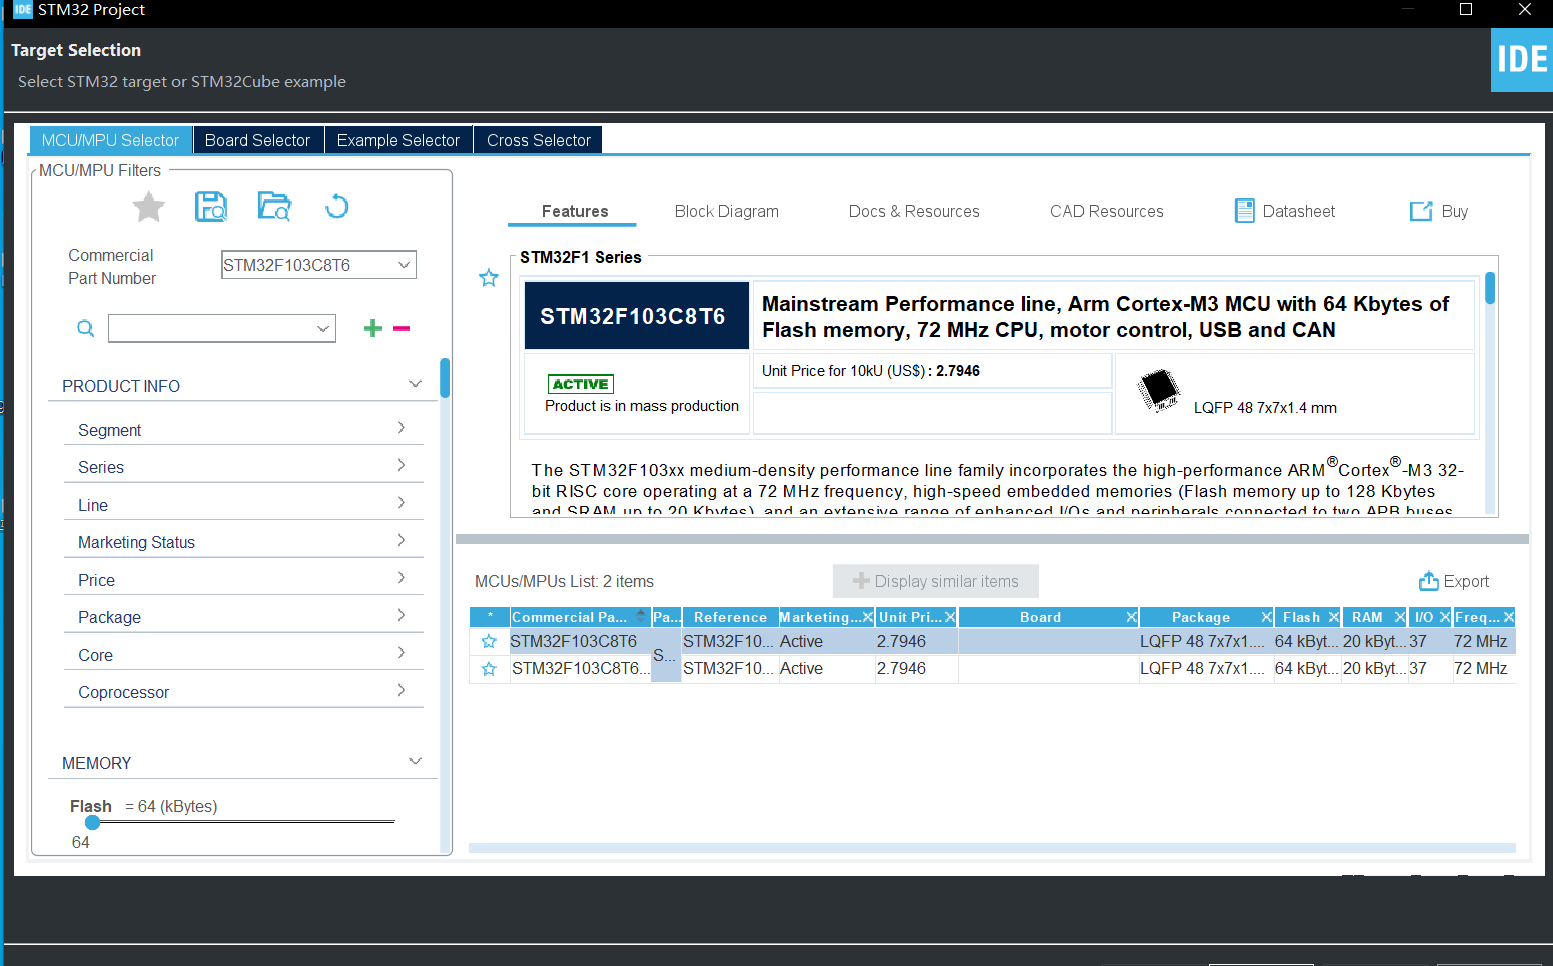 IDE STM32 Project
Target Selection
Select STM32 target or STM32Cube example
IDE
MCU/MPU Selector Board Selector Example Selector Cross Selector
MCU/MPU Filters
Commercial
Part Number
STM32F103C8T6
PRODUCT INFO
Segment
Series
Line
Marketing Status
Price
Package
Core
Coprocessor
MEMORY
Flash = 64 (kBytes)
64
Features Block Diagram Docs & Resources CAD Resources Datasheet Buy
STM32F1 Series
STM32F103C8T6
Mainstream Performance line, Arm Cortex-M3 MCU with 64 Kbytes of
Flash memory, 72 MHz CPU, motor control, USB and CAN
ACTIVE
Product is in mass production
Unit Price for 10kU (US$) : 2.7946
LQFP 48 7x7x1.4 mm
The STM32F103xx medium-density performance line family incorporates the high-performance ARM®Cortex®-M3 32-
bit RISC core operating at a 72 MHz frequency, high-speed embedded memories (Flash memory up to 128 Kbytes
and SRAM up to 20 Kbytes), and an extensive range of enhanced I/Os and peripherals connected to two APB buses.
MCUs/MPUs List: 2 items
Display similar items
Export
* Commercial Pa... Pa... Reference Marketing... Unit Pri... Board Package Flash RAM I/O Freq...
STM32F103C8T6 S... STM32F10... Active 2.7946 LQFP 48 7x7x1.... 64 kByt... 20 kByt... 37 72 MHz
STM32F103C8T6... STM32F10... Active 2.7946 LQFP 48 7x7x1.... 64 kByt... 20 kByt... 37 72 MHz